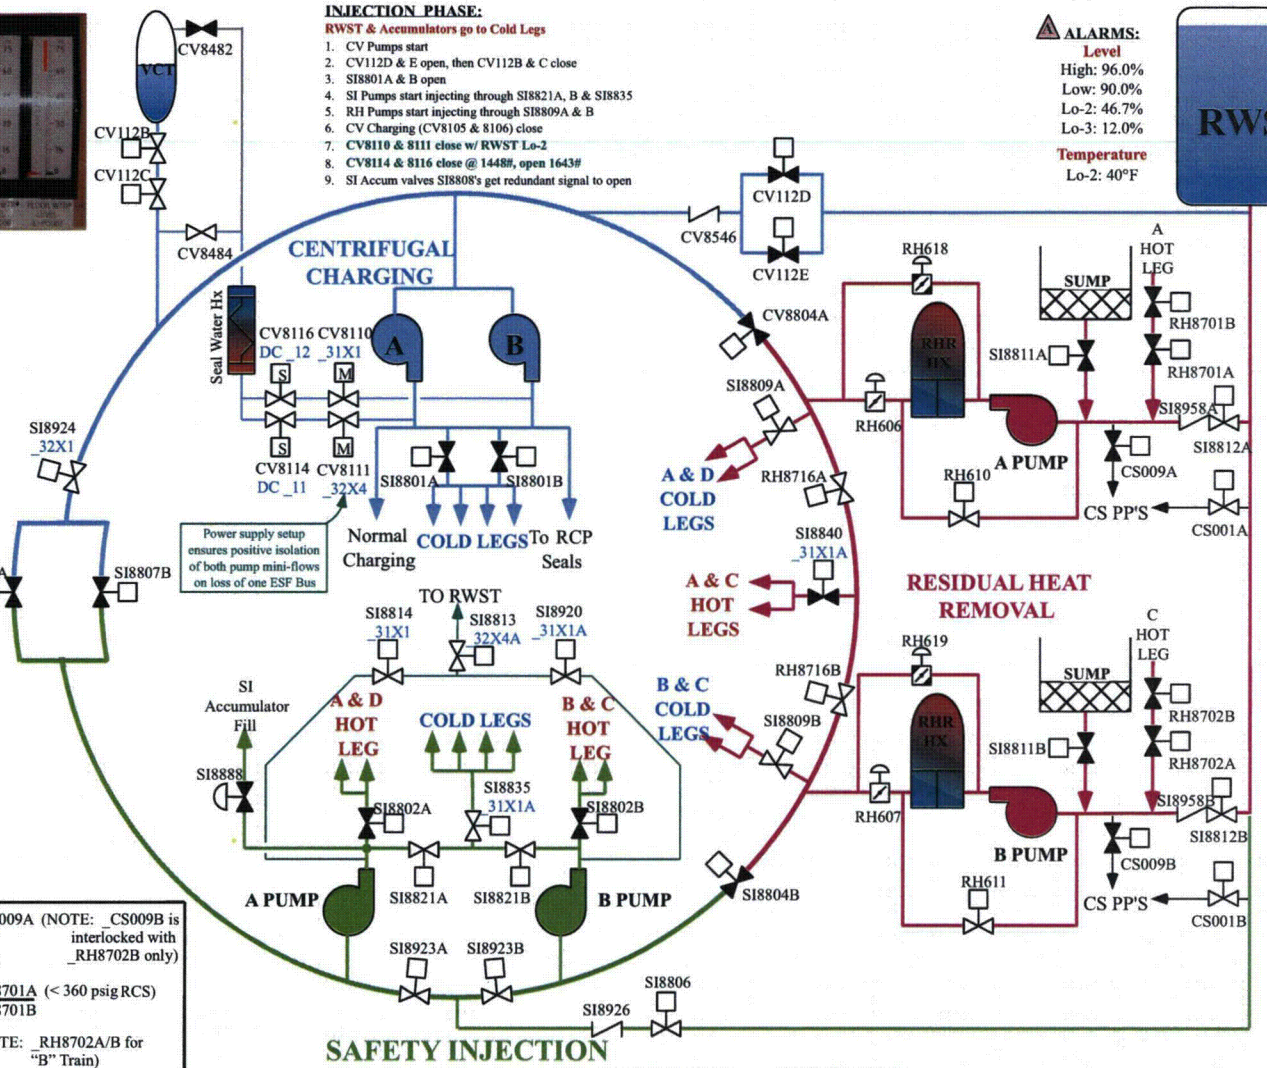 INJECTION PHASE:
RWST & Accumulators go to Cold Legs
1. CV Pumps start
2. CV112D & E open, then CV112B & C close
3. SI8801A & B open
4. SI Pumps start injecting through SI8821A, B & SI8835
5. RH Pumps start injecting through SI8809A & B
6. CV Charging (CV8105 & 8106) close
7. CV8110 & 8111 close w/ RWST Lo-2
8. CV8114 & 8116 close @ 1448#, open 1643#
9. SI Accum valves SI8808's get redundant signal to open
A
ALARMS:
Level
High: 96.0%
Low: 90.0%
Lo-2: 46.7%
Lo-3: 12.0%
Temperature
Lo-2: 40°F
RWS
VCT
CV8482
CV112B
CV112C
CV8484
CENTRIFUGAL
CHARGING
Seal Water Hx
CV8116
DC _12
CV8110
_31X1
S
M
S
M
CV8114
DC _11
CV8111
_32X4
A
B
SI8801A
SI8801B
Normal
Charging
COLD LEGS
To RCP
Seals
Power supply setup
ensures positive isolation
of both pump mini-flows
on loss of one ESF Bus
SI8924
_32X1
A
SI8807B
CV8546
CV112D
CV112E
CV8804A
SI8809A
A & D
COLD
LEGS
RH8716A
SI8840
_31X1A
A & C
HOT
LEGS
RH8716B
B & C
COLD
LEGS
SI8809B
SI8804B
RH618
RHR
HX
RH606
A PUMP
RH610
SUMP
SI8811A
A
HOT
LEG
RH8701B
RH8701A
SI8958A
SI8812A
CS009A
CS PP'S
CS001A
RESIDUAL HEAT
REMOVAL
RH619
RHR
HX
RH607
B PUMP
RH611
SUMP
SI8811B
C
HOT
LEG
RH8702B
RH8702A
SI8958B
SI8812B
CS009B
CS PP'S
CS001B
TO RWST
SI8814
_31X1
SI8813
_32X4A
SI8920
_31X1A
SI
Accumulator
Fill
SI8888
A & D
HOT
LEG
COLD LEGS
B & C
HOT
LEG
SI8802A
SI8835
_31X1A
SI8802B
SI8821A
SI8821B
A PUMP
B PUMP
SI8923A
SI8923B
SI8926
SI8806
SAFETY INJECTION
009A (NOTE: _CS009B is
interlocked with
_RH8702B only)
8701A (< 360 psig RCS)
8701B
TE: _RH8702A/B for
"B" Train)